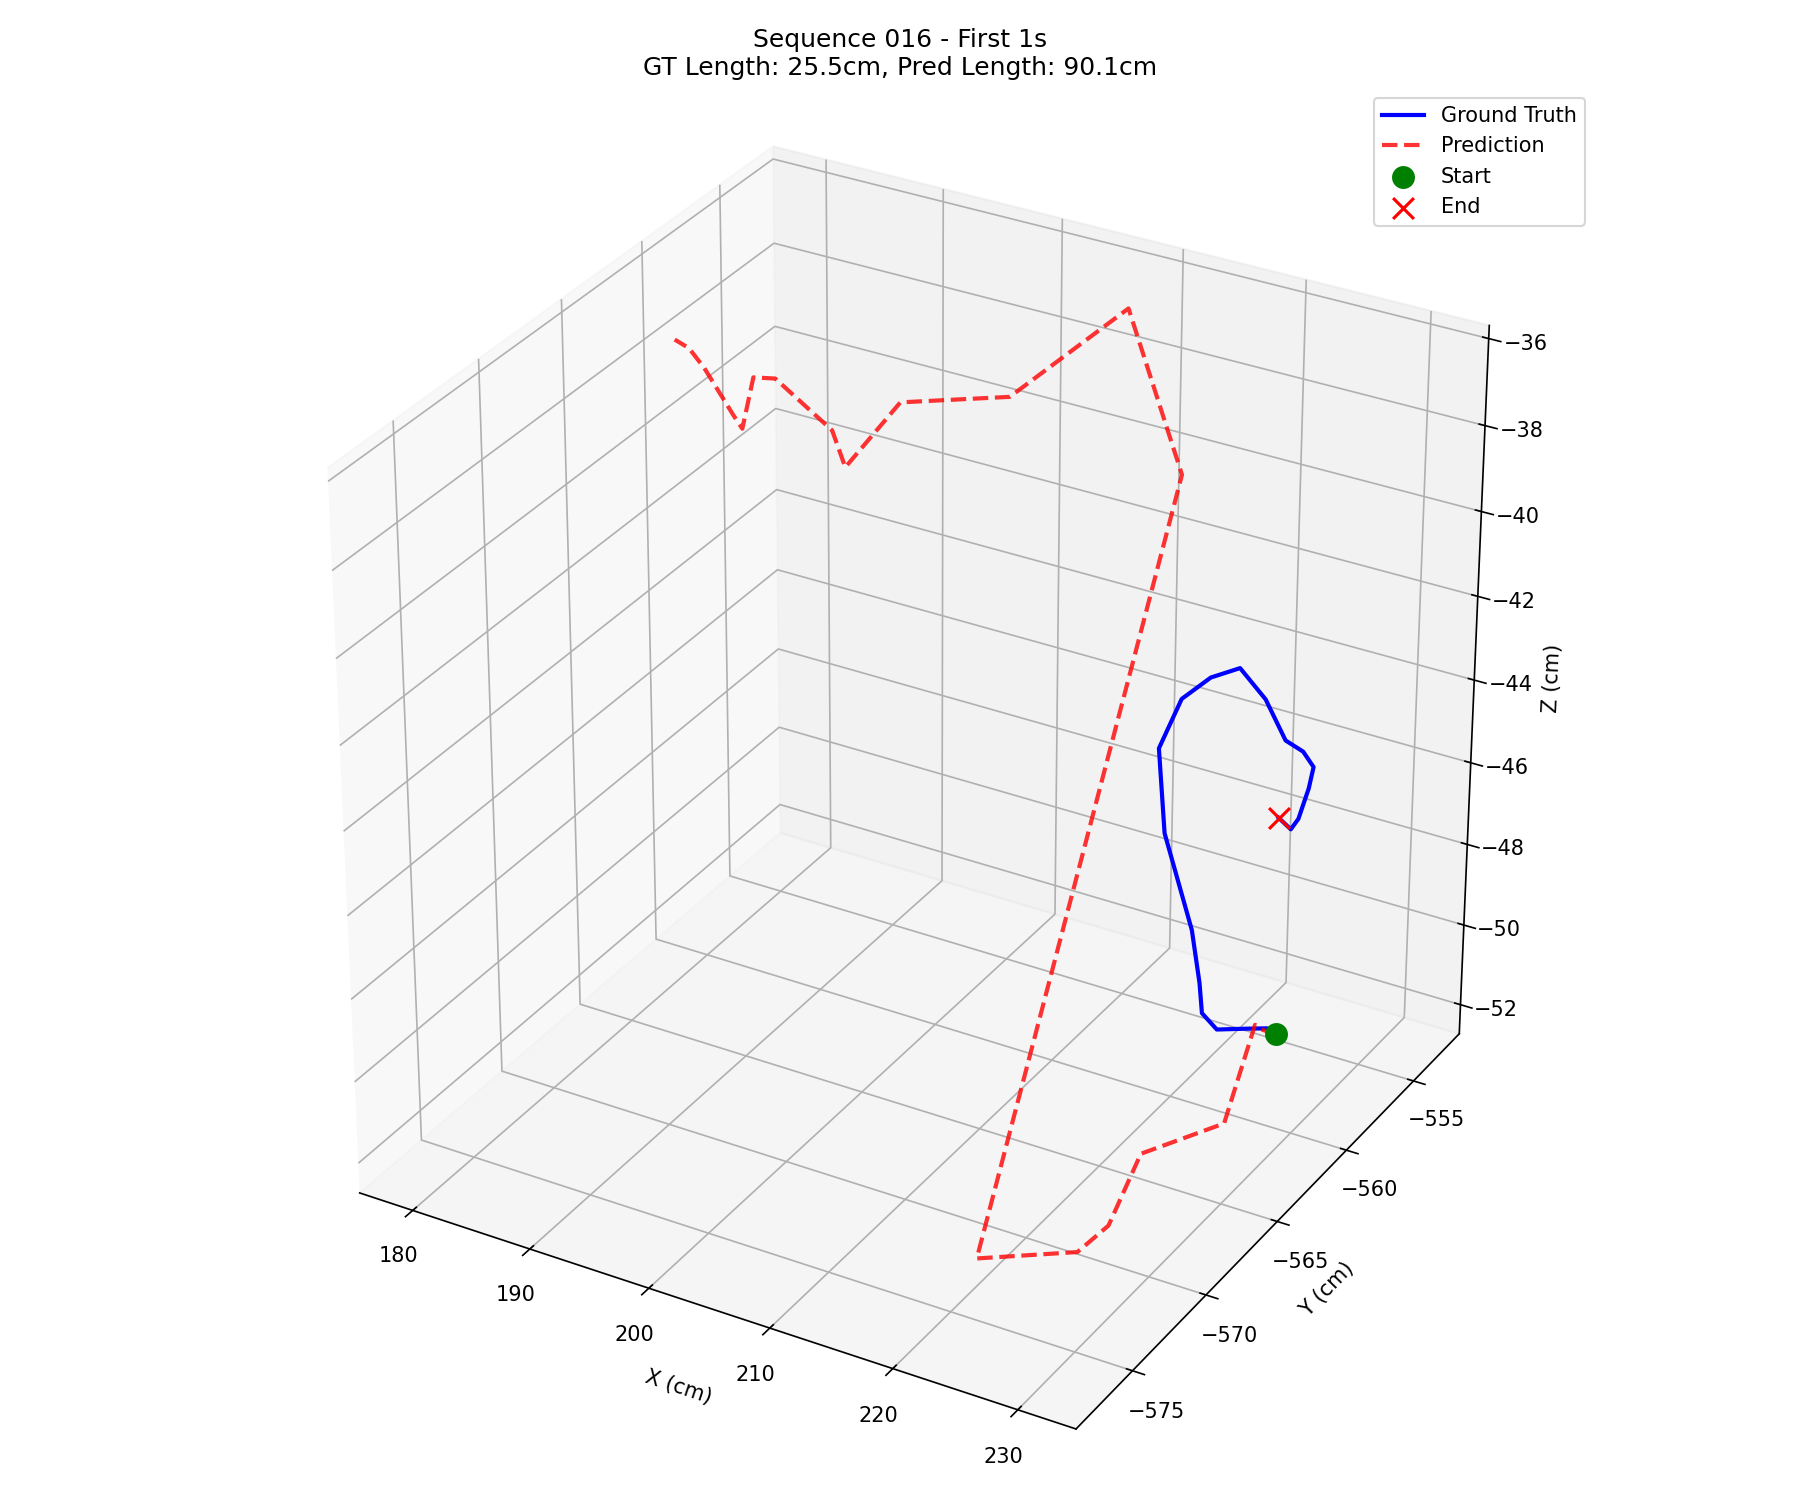 Sequence 016 - First 1s
GT Length: 25.5cm, Pred Length: 90.1cm
Ground Truth
Prediction
Start
End
−36
−38
−40
−42
−44
−46
−48
−50
−52
Z (cm)
−555
−560
−565
−570
−575
Y (cm)
180
190
200
210
220
230
X (cm)